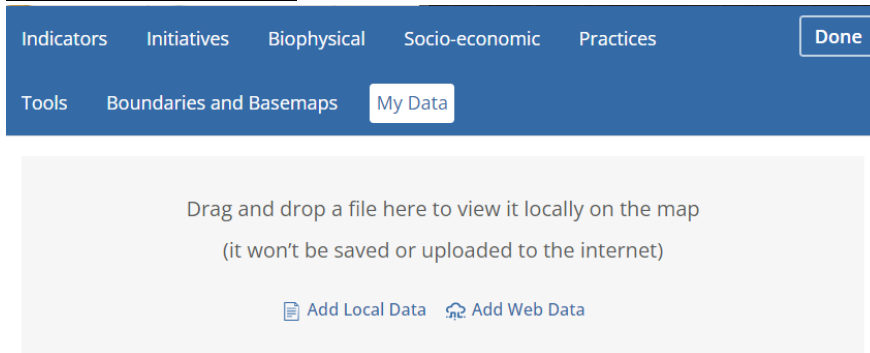 Indicators Initiatives Biophysical Socio-economic Practices Done
Tools Boundaries and Basemaps My Data
Drag and drop a file here to view it locally on the map
(it won’t be saved or uploaded to the internet)
Add Local Data Add Web Data